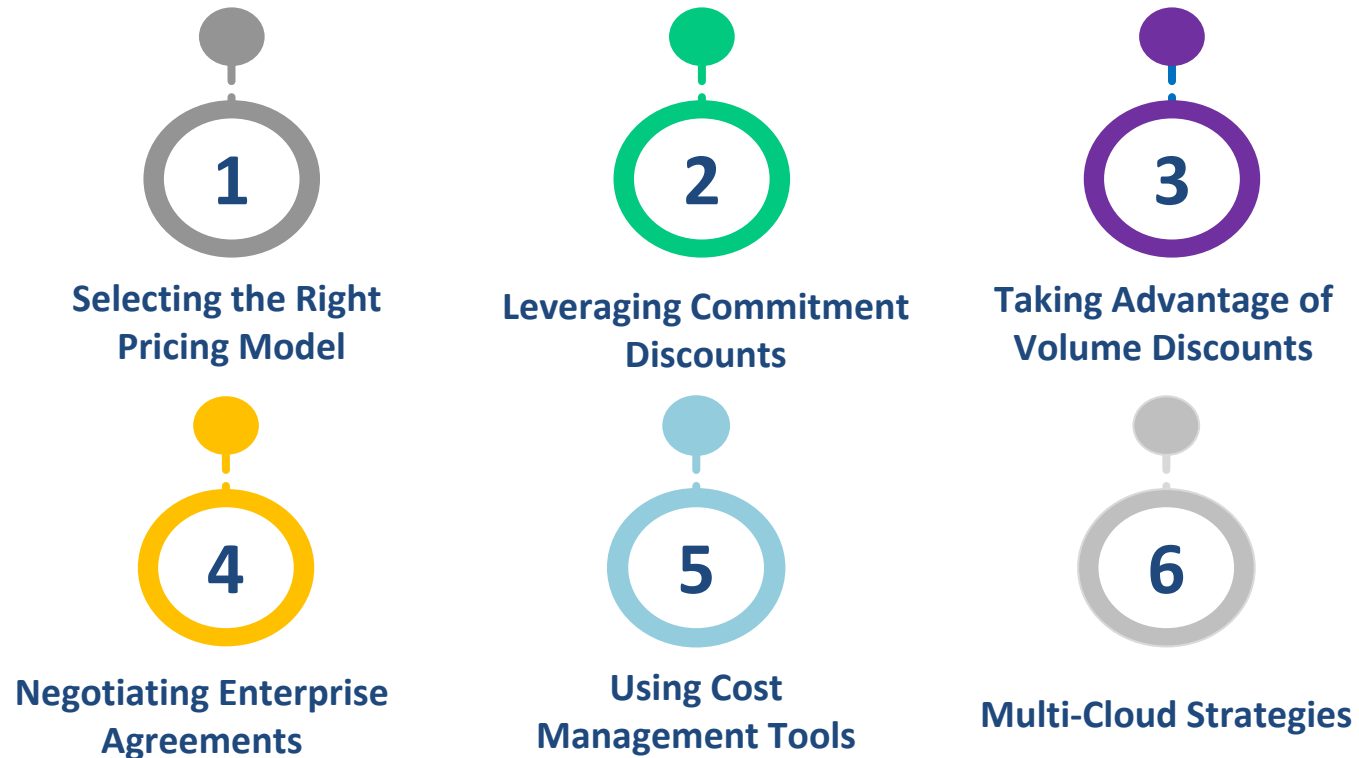 1
Selecting the Right
Pricing Model
2
Leveraging Commitment
Discounts
3
Taking Advantage of
Volume Discounts
4
Negotiating Enterprise
Agreements
5
Using Cost
Management Tools
6
Multi-Cloud Strategies